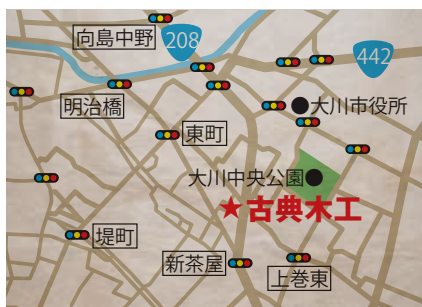 向島中野
208
442
明治橋
大川市役所
東町
大川中央公園
★古典木工
堤町
新茶屋
上巻東